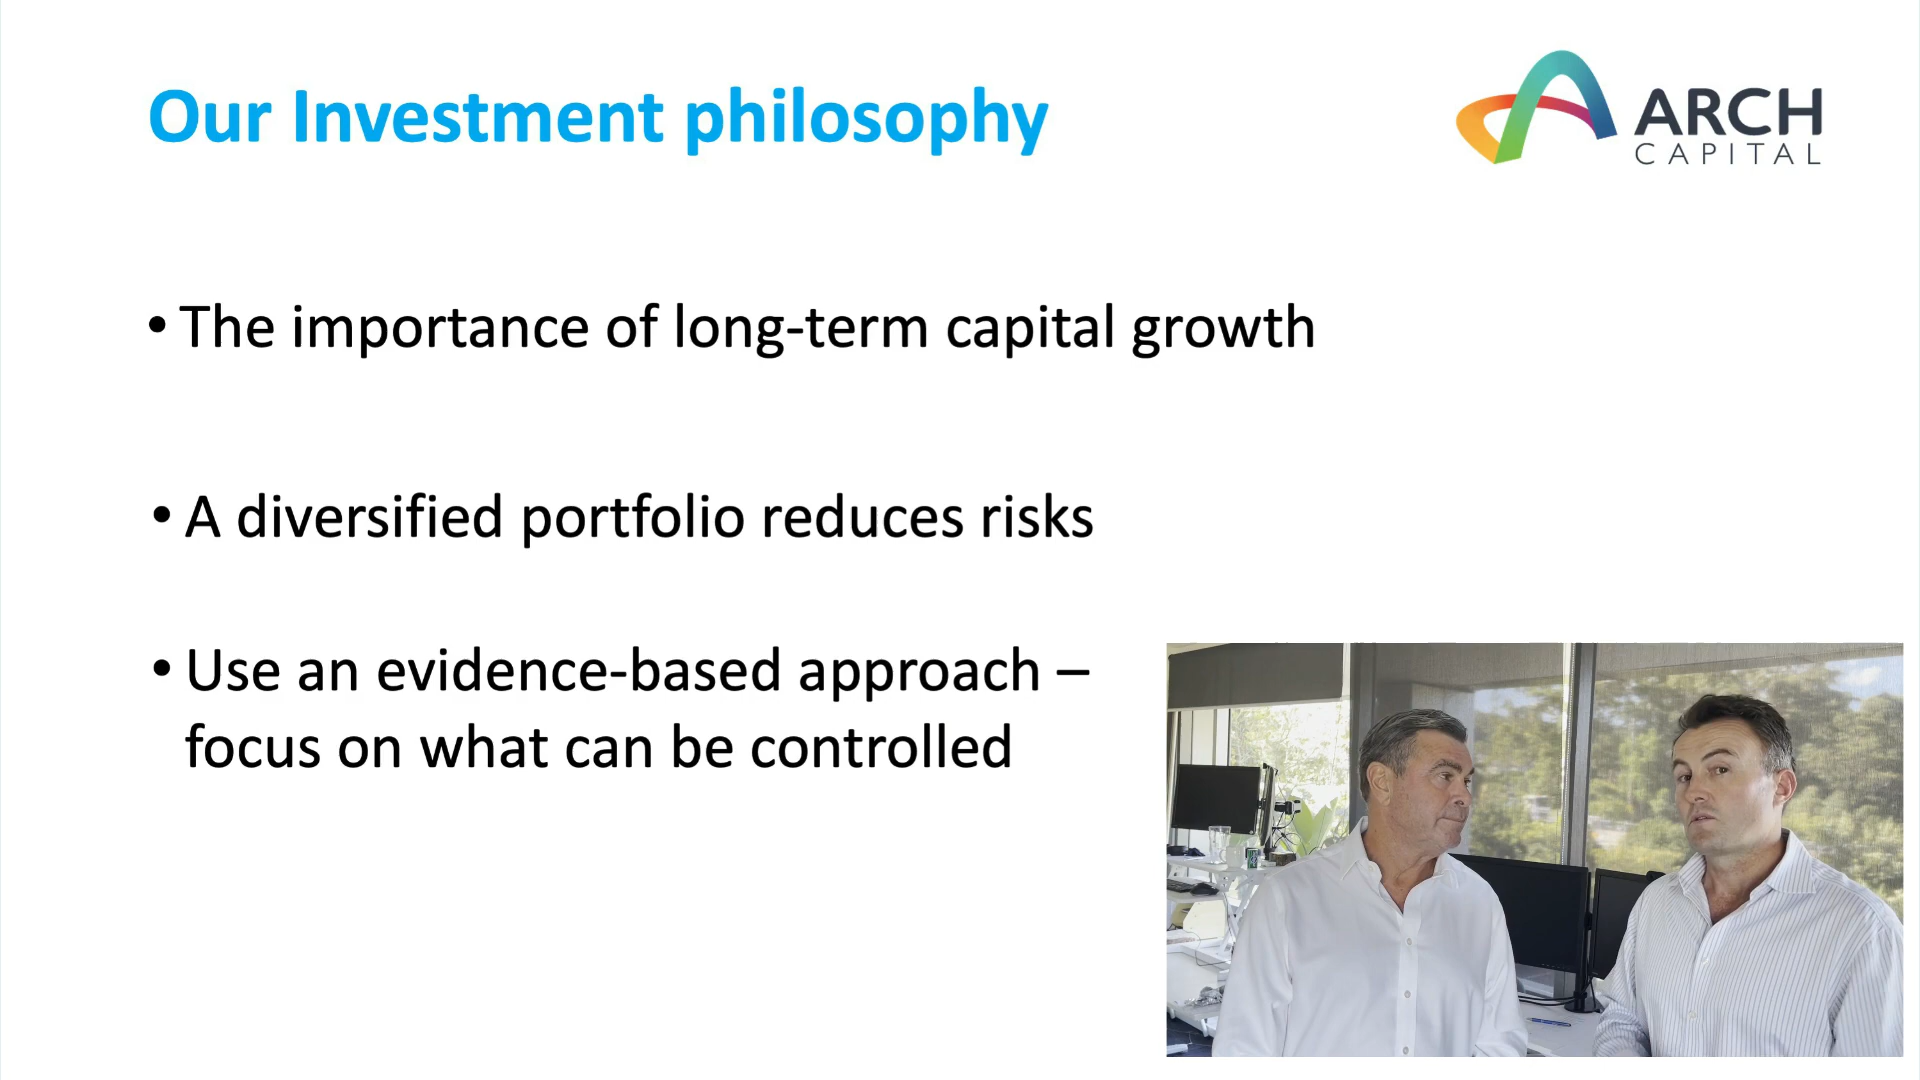 Our Investment philosophy
ARCH
CAPITAL
• The importance of long-term capital growth
• A diversified portfolio reduces risks
• Use an evidence-based approach –
focus on what can be controlled